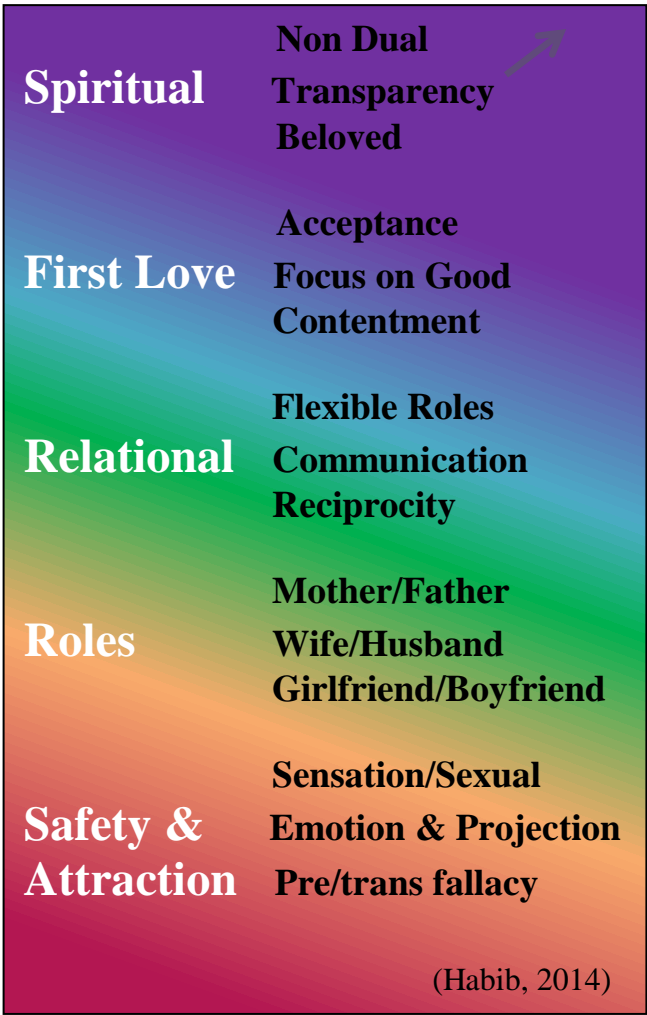 Non Dual
Spiritual Transparency
Beloved
Acceptance
First Love Focus on Good
Contentment
Flexible Roles
Relational Communication
Reciprocity
Mother/Father
Roles Wife/Husband
Girlfriend/Boyfriend
Sensation/Sexual
Safety & Emotion & Projection
Attraction Pre/trans fallacy
(Habib, 2014)